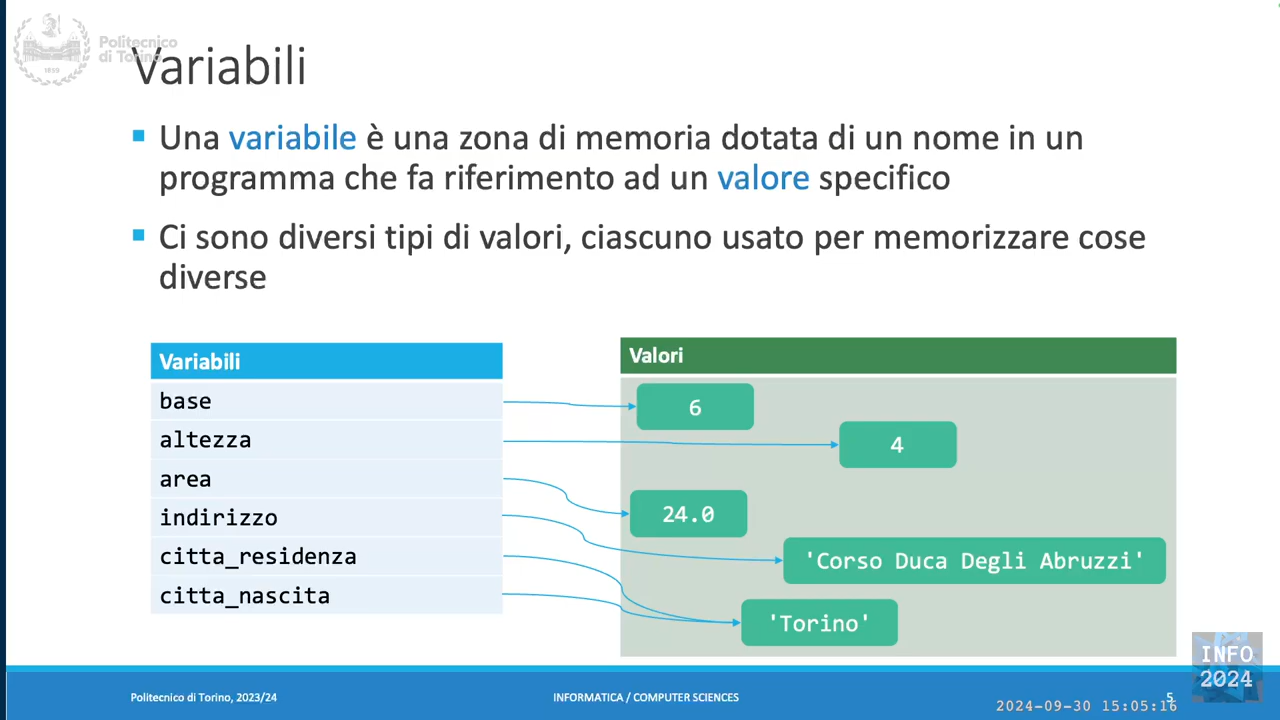 Politecnico
di Torino
1859
Variabili
▪ Una variabile è una zona di memoria dotata di un nome in un
programma che fa riferimento ad un valore specifico
▪ Ci sono diversi tipi di valori, ciascuno usato per memorizzare cose
diverse
Variabili
base
altezza
area
indirizzo
citta_residenza
citta_nascita
Valori
6
4
24.0
'Corso Duca Degli Abruzzi'
'Torino'
Politecnico di Torino, 2023/24
INFORMATICA / COMPUTER SCIENCES
5
2024-09-30 15:05:16
INFO
2024